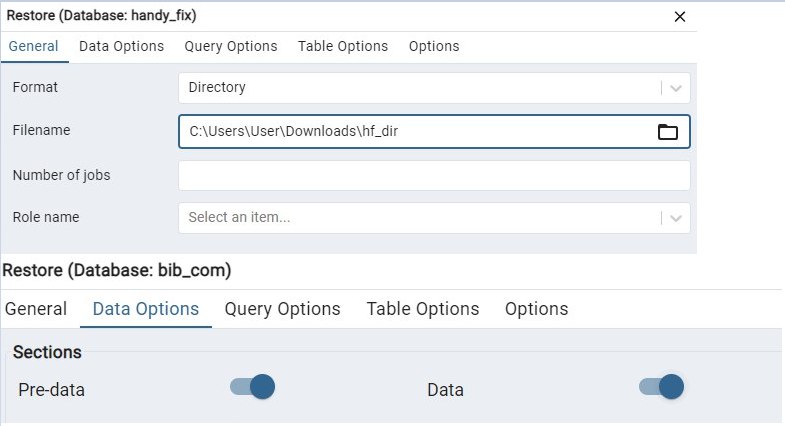 Restore (Database: handy_fix)
General Data Options Query Options Table Options Options
Format Directory
Filename C:\Users\User\Downloads\hf_dir
Number of jobs
Role name Select an item...
Restore (Database: bib_com)
General Data Options Query Options Table Options Options
Sections
Pre-data Data